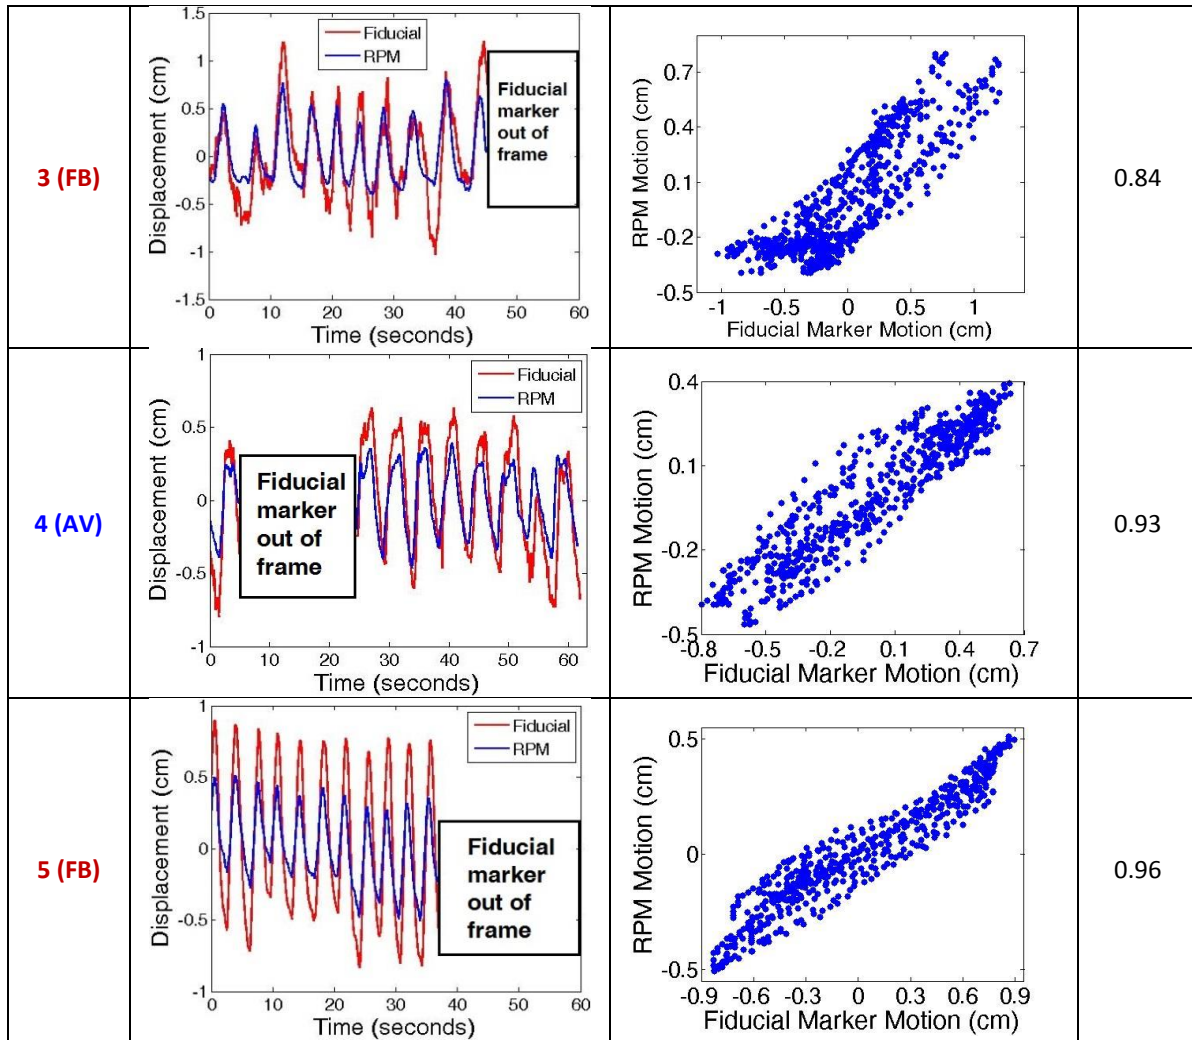 3 (FB)
Displacement (cm)
1.5
1
0.5
0
-0.5
-1
-1.5
Fiducial
RPM
Fiducial
marker
out of
frame
0 10 20 30 40 50 60
Time (seconds)
RPM Motion (cm)
0.7
0.4
0.1
-0.2
-0.5
-1 -0.5 0 0.5 1
Fiducial Marker Motion (cm)
0.84
4 (AV)
Displacement (cm)
1
0.5
0
-0.5
-1
Fiducial
RPM
Fiducial
marker
out of
frame
0 10 20 30 40 50 60
Time (seconds)
RPM Motion (cm)
0.4
0.1
-0.2
-0.5
-0.8 -0.5 -0.2 0.1 0.4 0.7
Fiducial Marker Motion (cm)
0.93
5 (FB)
Displacement (cm)
1
0.5
0
-0.5
-1
Fiducial
RPM
Fiducial
marker
out of
frame
0 10 20 30 40 50 60
Time (seconds)
RPM Motion (cm)
0.5
0
-0.5
-0.9 -0.6 -0.3 0 0.3 0.6 0.9
Fiducial Marker Motion (cm)
0.96